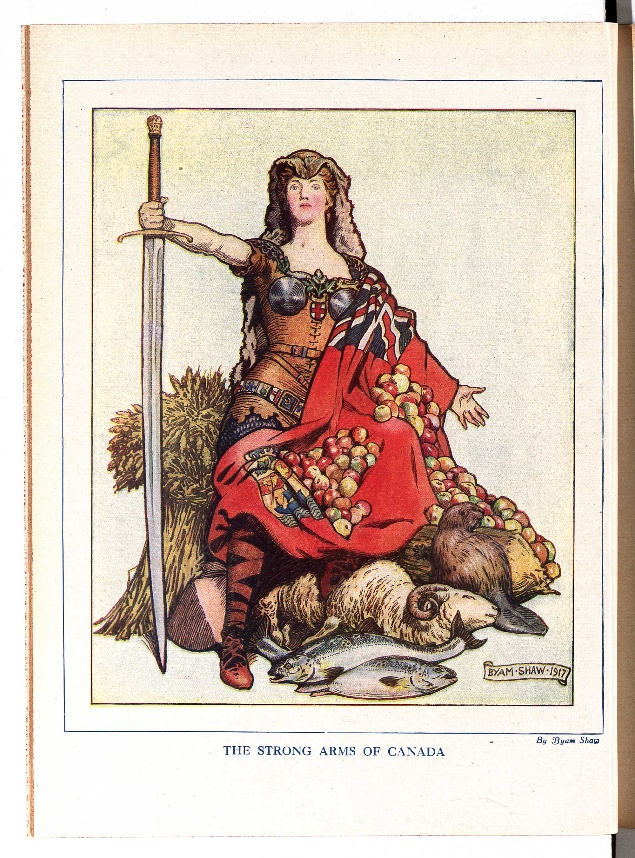 BYAM·SHAW·1917
By Byam Shaw
THE STRONG ARMS OF CANADA